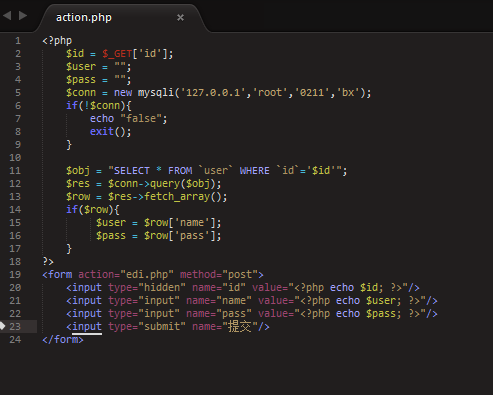 action.php ×
1 <?php
2 $id = $_GET['id'];
3 $user = "";
4 $pass = "";
5 $conn = new mysqli('127.0.0.1','root','0211','bx');
6 if(!$conn){
7 echo "false";
8 exit();
9 }
10
11 $obj = "SELECT * FROM `user` WHERE `id`='$id'";
12 $res = $conn->query($obj);
13 $row = $res->fetch_array();
14 if($row){
15 $user = $row['name'];
16 $pass = $row['pass'];
17 }
18 ?>
19 <form action="edi.php" method="post">
20 <input type="hidden" name="id" value="<?php echo $id; ?>"/>
21 <input type="input" name="name" value="<?php echo $user; ?>"/>
22 <input type="input" name="pass" value="<?php echo $pass; ?>"/>
23 <input type="submit" name="提交"/>
24 </form>